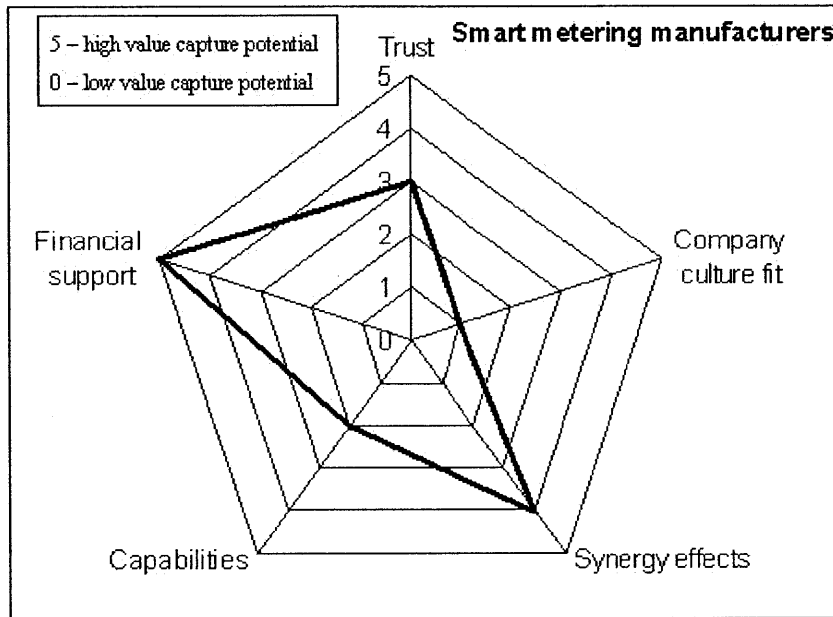 Smart metering manufacturers
5 – high value capture potential
0 – low value capture potential
Trust
5
4
3
2
1
0
Financial
support
Company
culture fit
Capabilities
Synergy effects